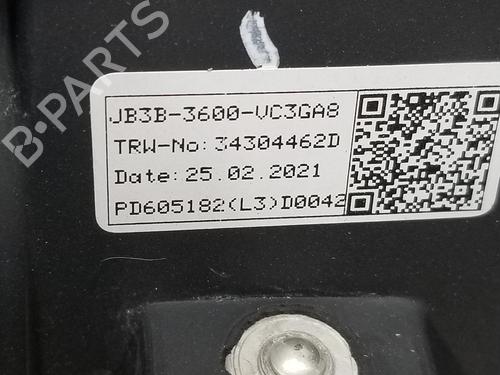 B-PARTS
JB3B-3600-VC3GA8
TRW-No:34304462D
Date:25.02.2021
PD605182(L3)D0042